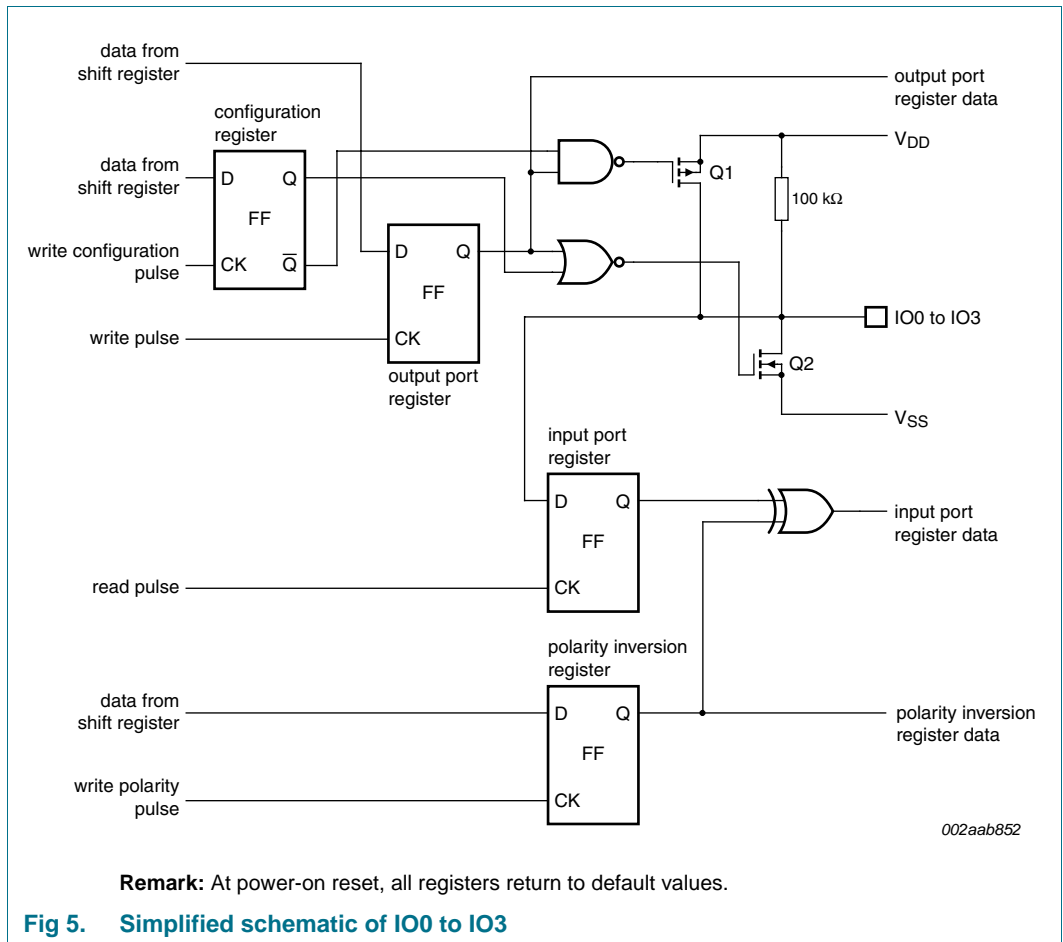 data from
shift register
output port
register data
configuration
register
V_DD
data from
shift register
D
Q
Q1
100 kΩ
FF
write configuration
pulse
CK
Q̅
D
Q
FF
IO0 to IO3
write pulse
CK
Q2
output port
register
V_SS
input port
register
D
Q
input port
register data
FF
read pulse
CK
polarity inversion
register
data from
shift register
D
Q
polarity inversion
register data
FF
write polarity
pulse
CK
002aab852
Remark: At power-on reset, all registers return to default values.
Fig 5. Simplified schematic of IO0 to IO3